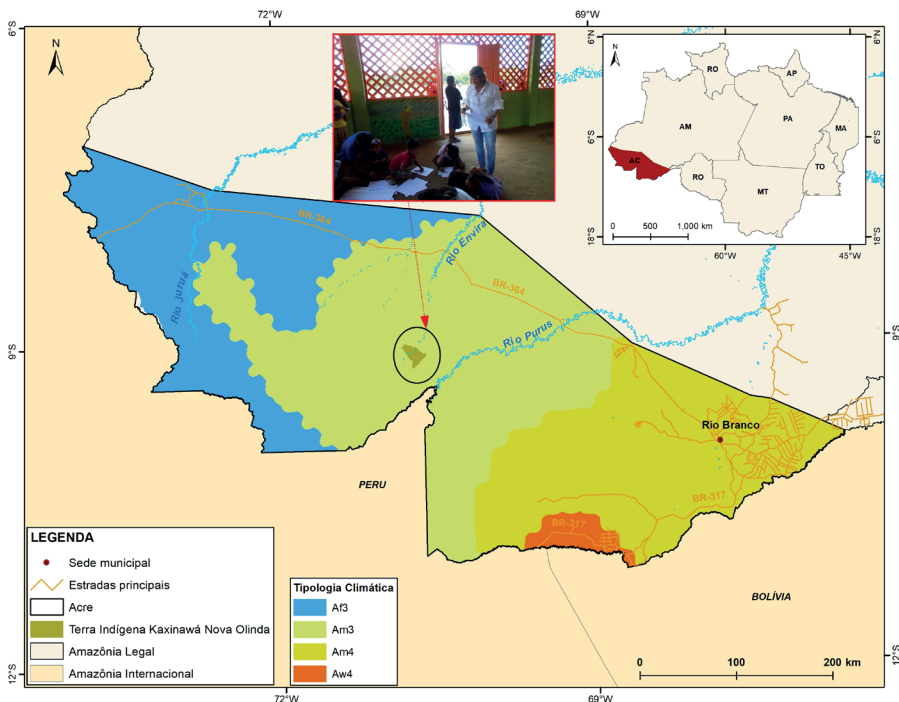 72°W
69°W
6°S
N
BR-364
Rio Envira
Rio Juruá
BR-364
Rio Purus
9°S
9°S
Rio Branco
PERU
BR-317
BR-317
BOLÍVIA
12°S
12°S
72°W
69°W
0 100 200 km
N
6°N
6°N
6°S
6°S
18°S
18°S
60°W
45°W
RO
AP
AM
PA
MA
AC
RO
TO
MT
0 500 1,000 km
LEGENDA
Sede municipal
Estradas principais
Acre
Terra Indígena Kaxinawá Nova Olinda
Amazônia Legal
Amazônia Internacional
Tipologia Climática
Af3
Am3
Am4
Aw4